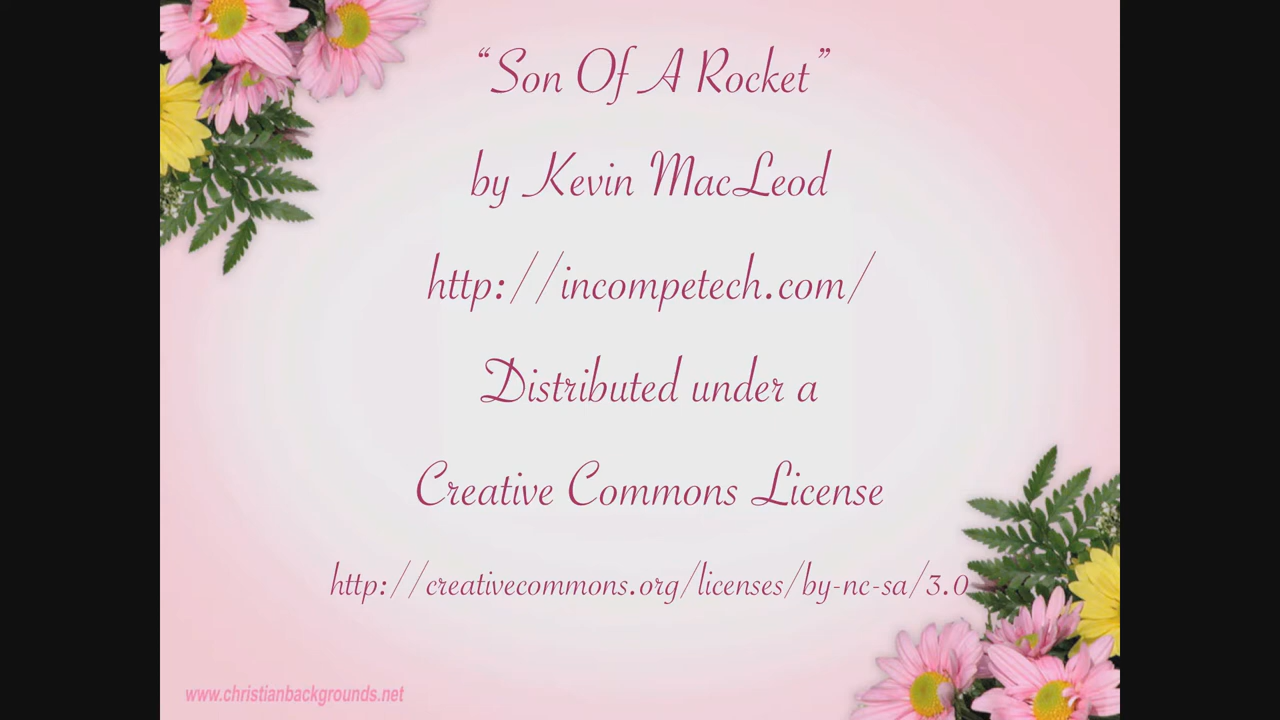 “Son Of A Rocket”
by Kevin MacLeod
http://incompetech.com/
Distributed under a
Creative Commons License
http://creativecommons.org/licenses/by-nc-sa/3.0
www.christianbackgrounds.net